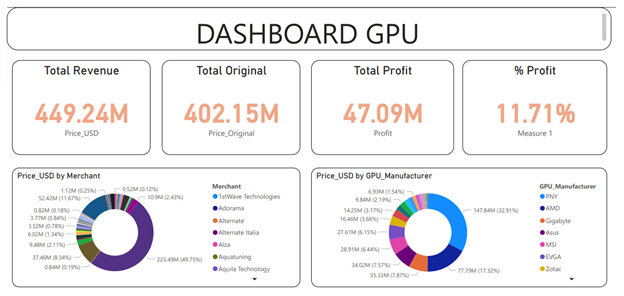 DASHBOARD GPU
Total Revenue
449.24M
Price_USD
Total Original
402.15M
Price_Original
Total Profit
47.09M
Profit
% Profit
11.71%
Measure 1
Price_USD by Merchant
1.12M (0.25%)
0.52M (0.12%)
52.42M (11.67%)
10.9M (2.43%)
0.82M (0.18%)
3.77M (0.84%)
3.52M (0.78%)
6.02M (1.34%)
9.48M (2.11%)
37.46M (8.34%)
0.84M (0.19%)
223.49M (49.75%)
Merchant
1stWave Technologies
Adorama
Alternate
Alternate Italia
Alza
Aquatuning
Aquila Technology
Price_USD by GPU_Manufacturer
6.93M (1.54%)
9.84M (2.19%)
14.25M (3.17%)
16.46M (3.66%)
27.61M (6.15%)
28.91M (6.44%)
34.02M (7.57%)
35.33M (7.87%)
147.84M (32.91%)
77.79M (17.32%)
GPU_Manufacturer
PNY
AMD
Gigabyte
Asus
MSI
EVGA
Zotac